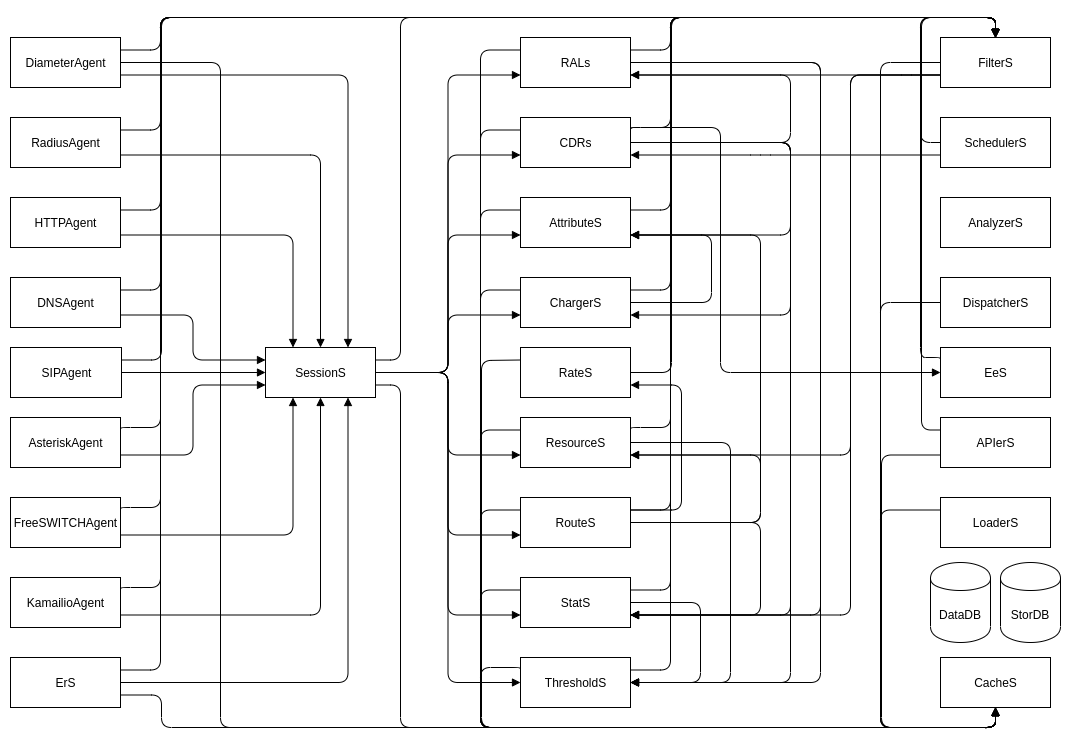 DiameterAgent
RadiusAgent
HTTPAgent
DNSAgent
SIPAgent
AsteriskAgent
FreeSWITCHAgent
KamailioAgent
ErS
SessionS
RALs
CDRs
AttributeS
ChargerS
RateS
ResourceS
RouteS
StatS
ThresholdS
FilterS
SchedulerS
AnalyzerS
DispatcherS
EeS
APIerS
LoaderS
DataDB
StorDB
CacheS